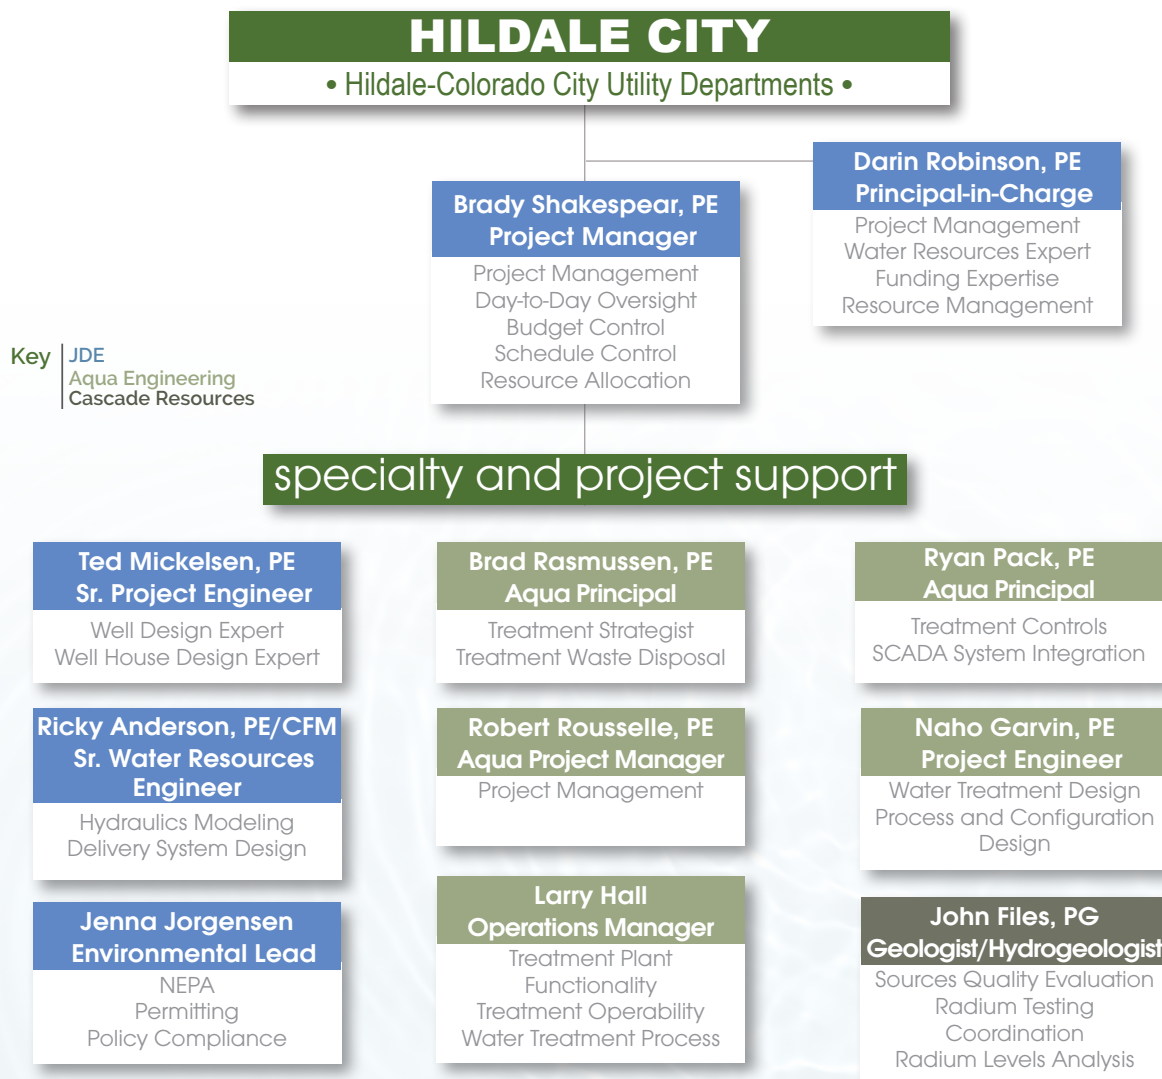 HILDALE CITY
• Hildale-Colorado City Utility Departments •
Darin Robinson, PE
Principal-in-Charge
Project Management
Water Resources Expert
Funding Expertise
Resource Management
Brady Shakespear, PE
Project Manager
Project Management
Day-to-Day Oversight
Budget Control
Schedule Control
Resource Allocation
Key
JDE
Aqua Engineering
Cascade Resources
specialty and project support
Ted Mickelsen, PE
Sr. Project Engineer
Well Design Expert
Well House Design Expert
Brad Rasmussen, PE
Aqua Principal
Treatment Strategist
Treatment Waste Disposal
Ryan Pack, PE
Aqua Principal
Treatment Controls
SCADA System Integration
Ricky Anderson, PE/CFM
Sr. Water Resources
Engineer
Hydraulics Modeling
Delivery System Design
Robert Rousselle, PE
Aqua Project Manager
Project Management
Naho Garvin, PE
Project Engineer
Water Treatment Design
Process and Configuration
Design
Jenna Jorgensen
Environmental Lead
NEPA
Permitting
Policy Compliance
Larry Hall
Operations Manager
Treatment Plant
Functionality
Treatment Operability
Water Treatment Process
John Files, PG
Geologist/Hydrogeologist
Sources Quality Evaluation
Radium Testing
Coordination
Radium Levels Analysis